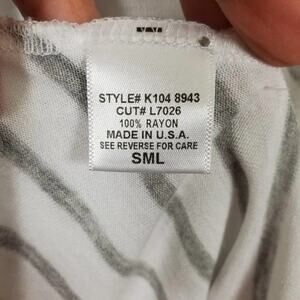 STYLE# K104 8943
CUT# L7026
100% RAYON
MADE IN U.S.A.
SEE REVERSE FOR CARE
SML